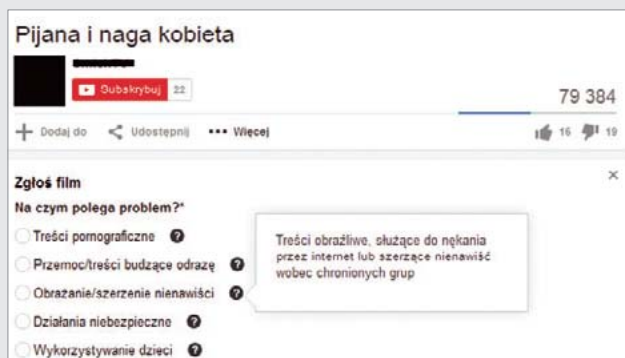 Pijana i naga kobieta
Subskrybuj 22
79 384
Dodaj do Udostępnij Więcej 16 19
Zgłoś film
Na czym polega problem?*
Treści pornograficzne
Przemoc/treści budzące odrazę
Obrażanie/szerzenie nienawiści
Działania niebezpieczne
Wykorzystywanie dzieci
Treści obraźliwe, służące do nękania
przez internet lub szerzące nienawiść
wobec chronionych grup